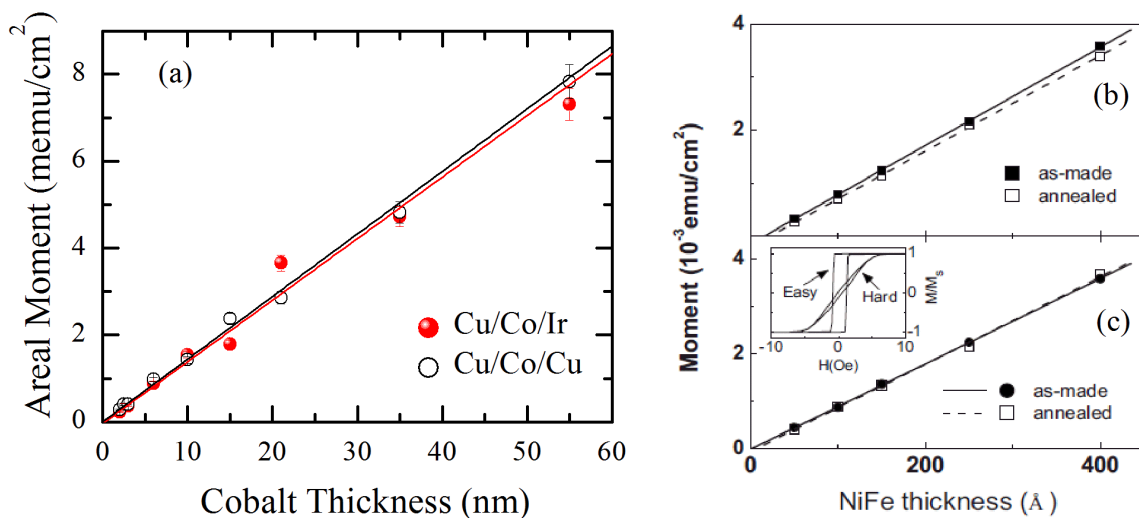 (a)
Areal Moment (memu/cm²)
8
6
4
2
0
Cu/Co/Ir
Cu/Co/Cu
0 10 20 30 40 50 60
Cobalt Thickness (nm)
Moment (10⁻³ emu/cm²)
4
2
(b)
as-made
annealed
4
2
0
Easy
Hard
1
0
-1
M/Mₛ
-10 0 10
H(Oe)
(c)
as-made
annealed
0 200 400
NiFe thickness (Å)